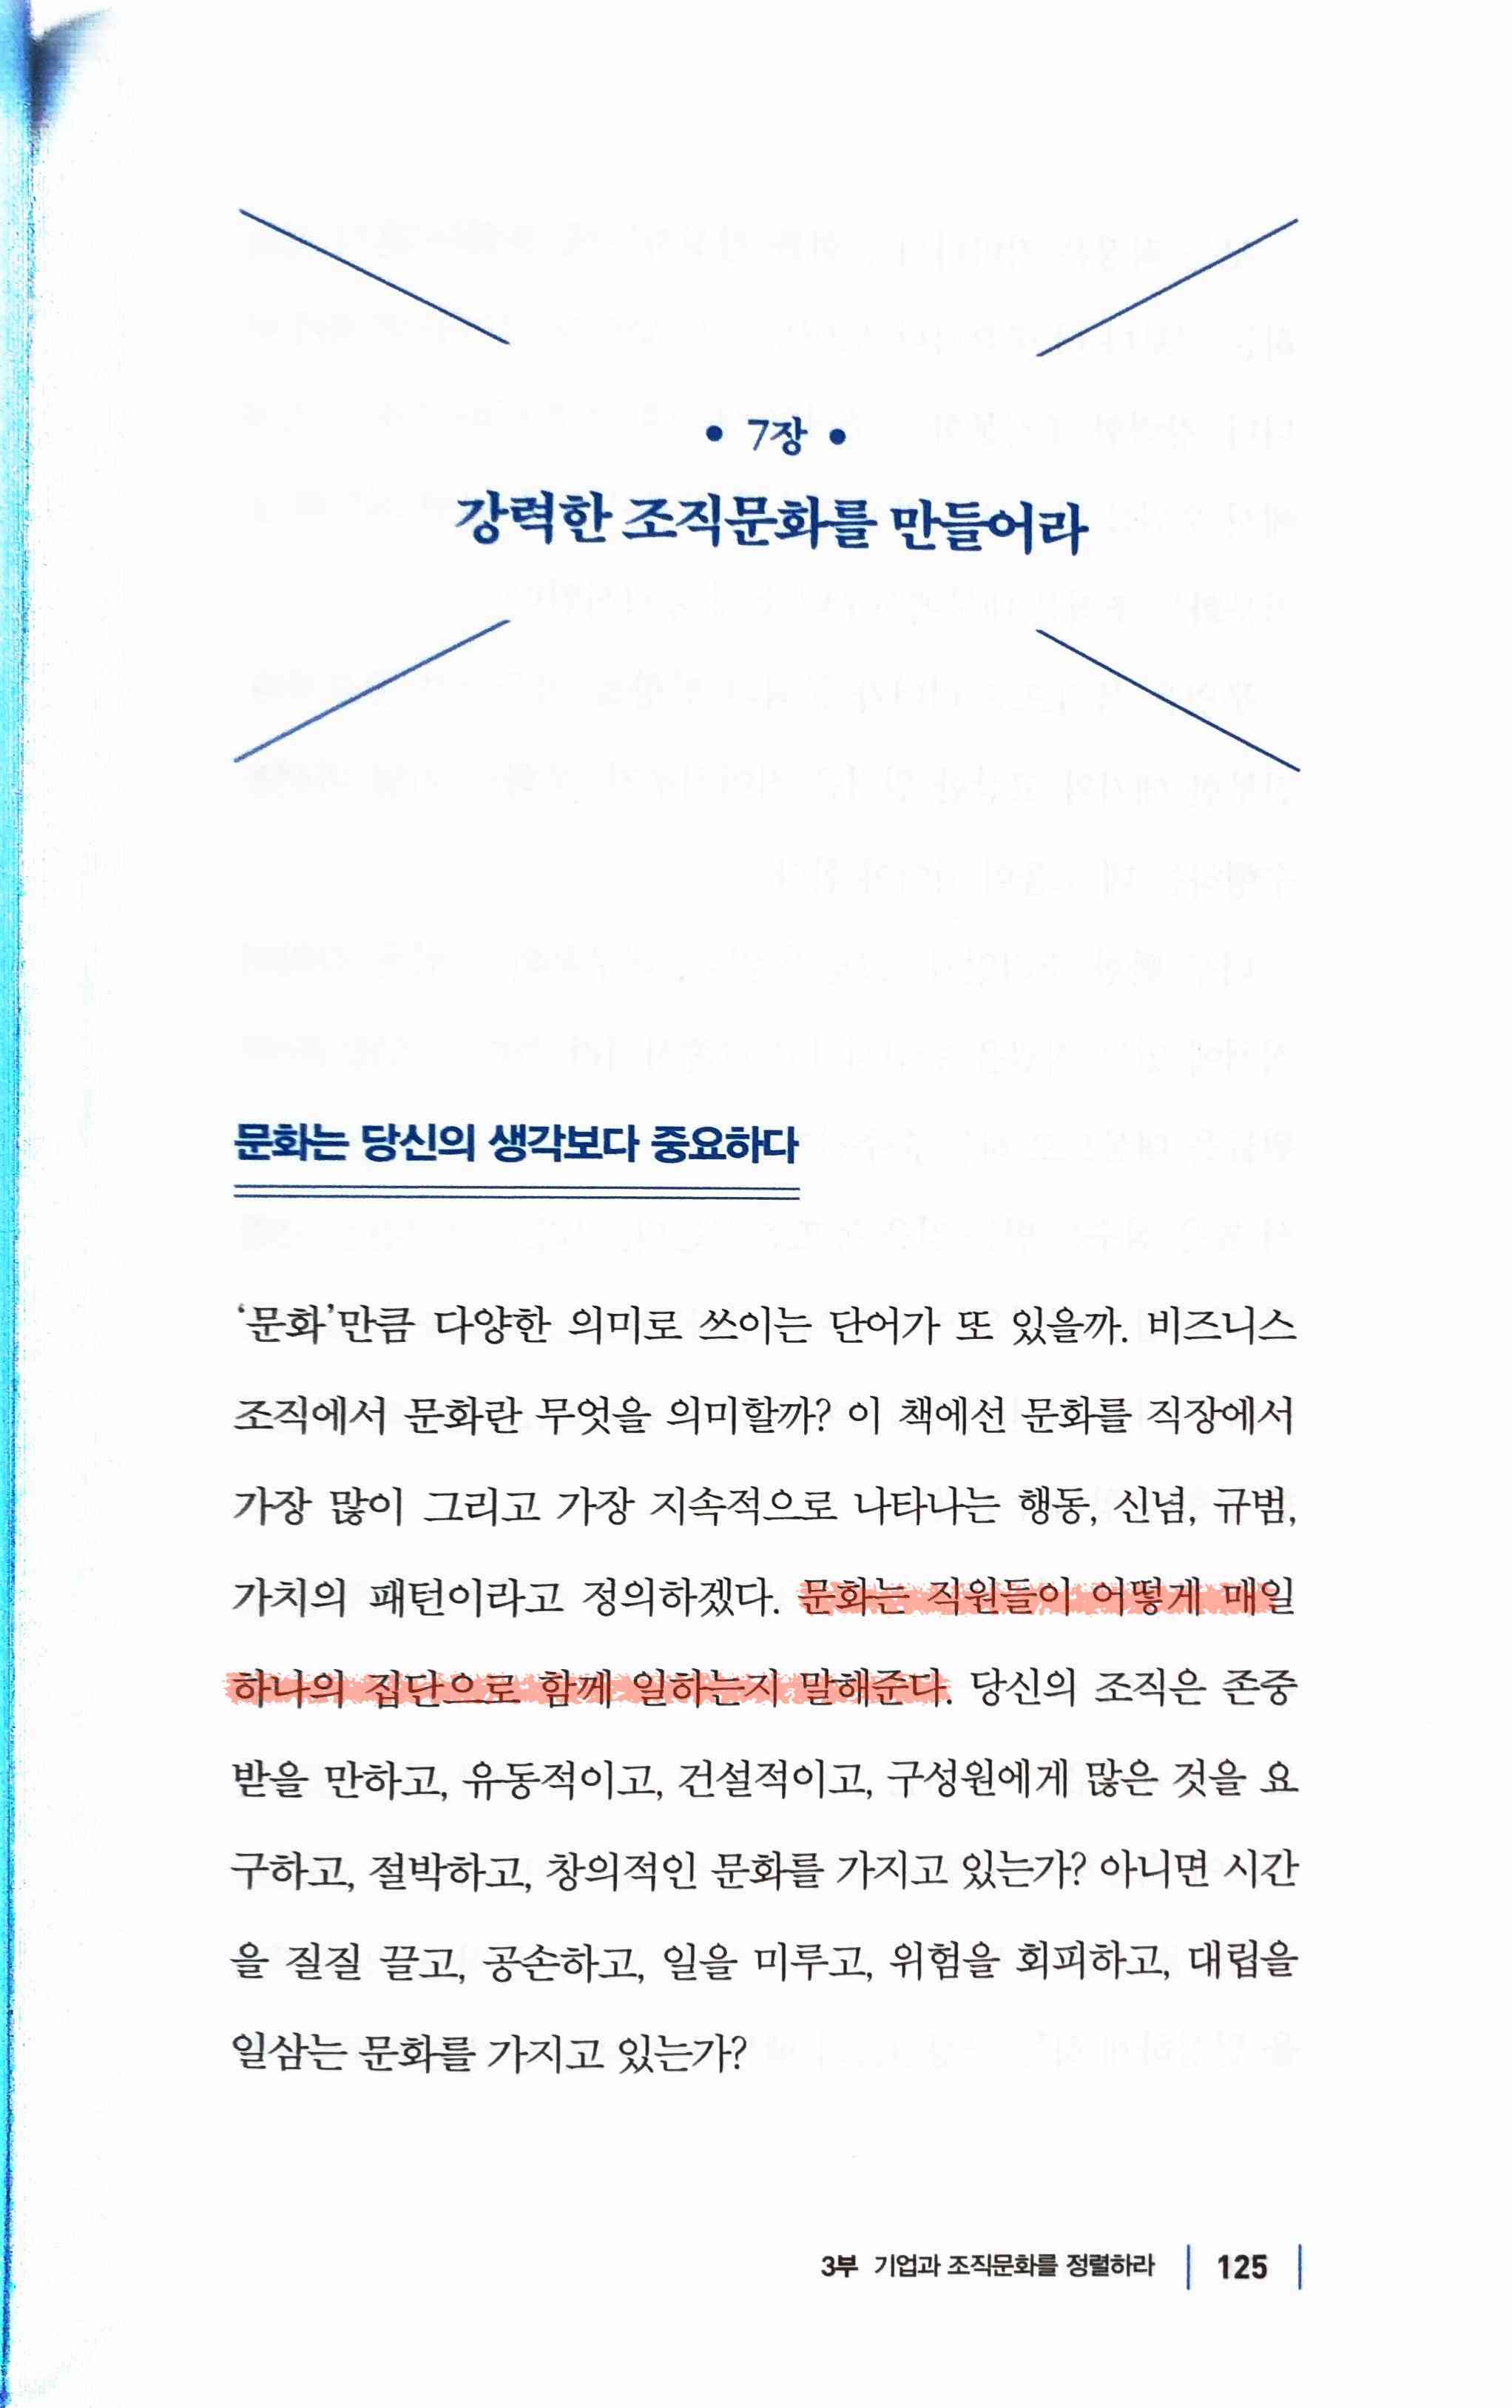 • 7장 •
강력한 조직문화를 만들어라
문화는 당신의 생각보다 중요하다
‘문화’만큼 다양한 의미로 쓰이는 단어가 또 있을까. 비즈니스
조직에서 문화란 무엇을 의미할까? 이 책에선 문화를 직장에서
가장 많이 그리고 가장 지속적으로 나타나는 행동, 신념, 규범,
가치의 패턴이라고 정의하겠다. 문화는 직원들이 어떻게 매일
하나의 집단으로 함께 일하는지 말해준다. 당신의 조직은 존중
받을 만하고, 유동적이고, 건설적이고, 구성원에게 많은 것을 요
구하고, 절박하고, 창의적인 문화를 가지고 있는가? 아니면 시간
을 질질 끌고, 공손하고, 일을 미루고, 위험을 회피하고, 대립을
일삼는 문화를 가지고 있는가?
3부 기업과 조직문화를 정렬하라 | 125 |